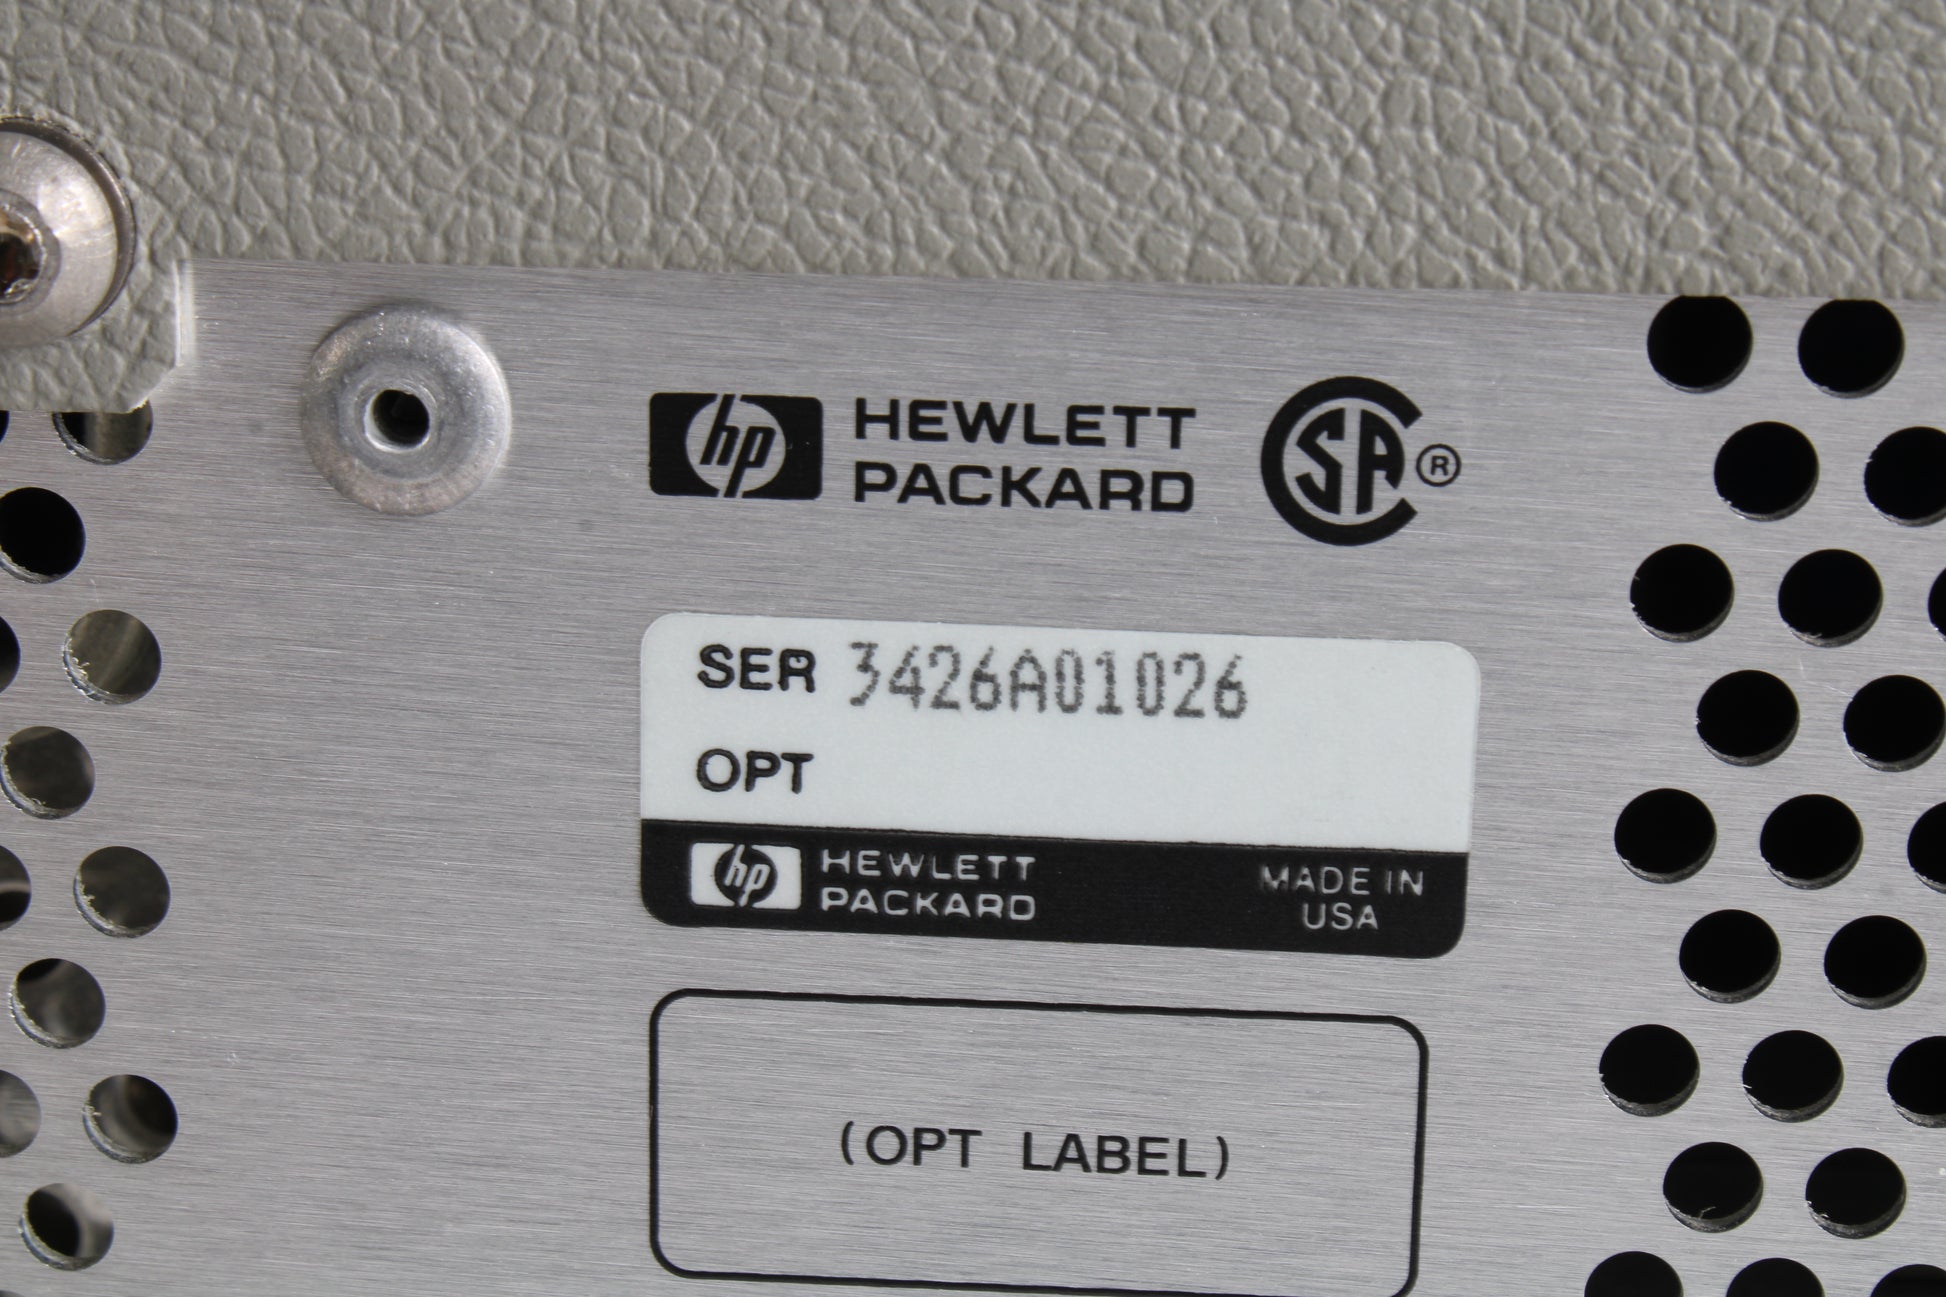 hp HEWLETT
PACKARD
SA ®
SER 3426A01026
OPT
hp HEWLETT
PACKARD
MADE IN
USA
(OPT LABEL)